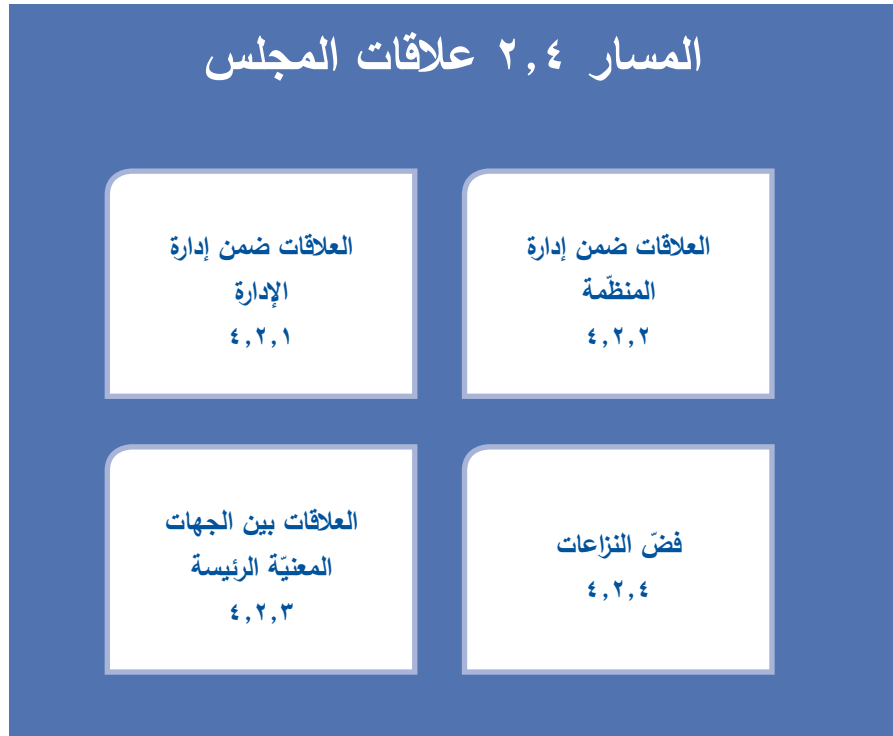 المسار ٢,٤ علاقات المجلس
العلاقات ضمن إدارة
الإدارة
٤,٢,١
العلاقات ضمن إدارة
المنظّمة
٤,٢,٢
العلاقات بين الجهات
المعنيّة الرئيسة
٤,٢,٣
فضّ النزاعات
٤,٢,٤